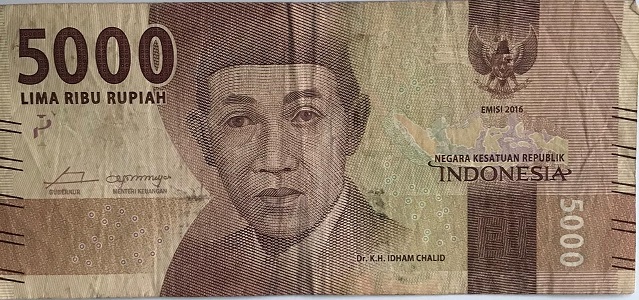 5000
LIMA RIBU RUPIAH
EMISI 2016
NEGARA KESATUAN REPUBLIK
INDONESIA
GUBERNUR
MENTERI KEUANGAN
5000
Dr. K.H. IDHAM CHALID